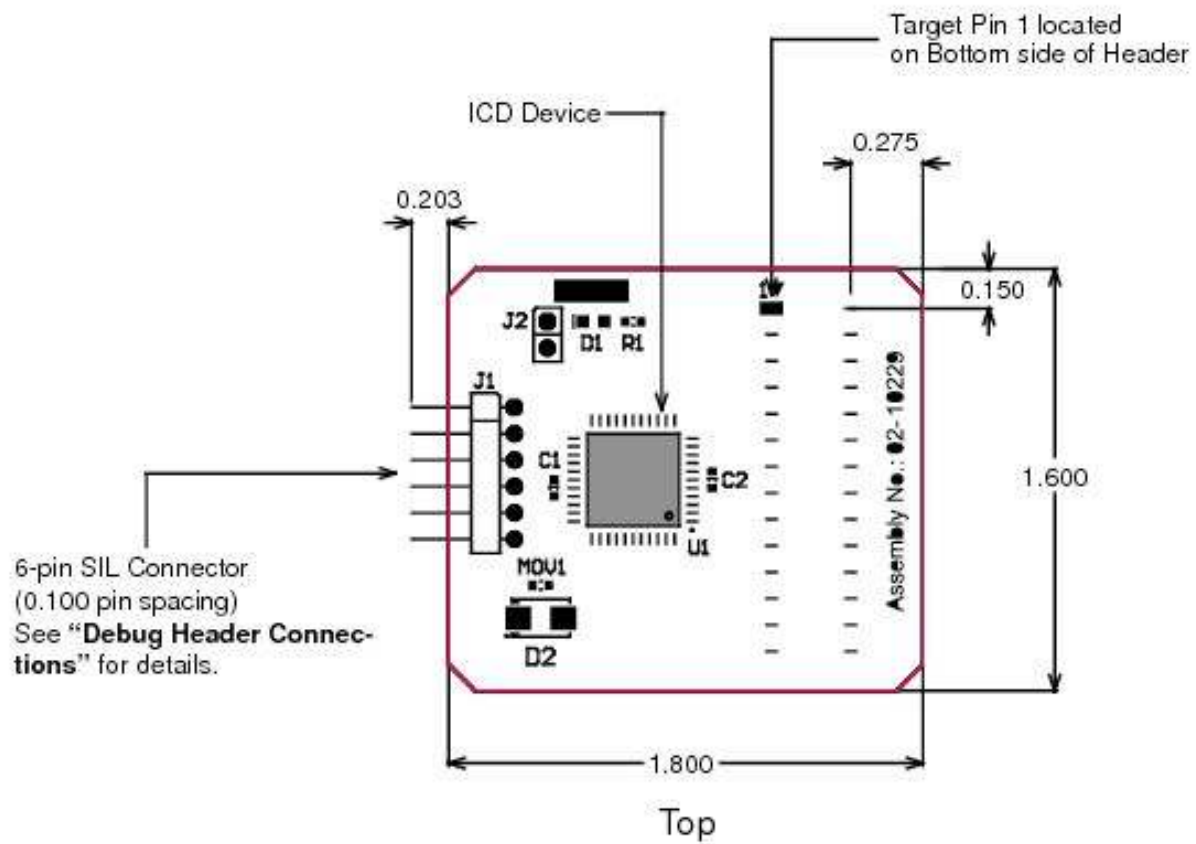 Target Pin 1 located
on Bottom side of Header
ICD Device
0.275
0.203
0.150
J2
D1
R1
J1
C1
C2
1.600
U1
Assembly No.: 02-10229
6-pin SIL Connector
(0.100 pin spacing)
See “Debug Header Connec-
tions” for details.
MOV1
D2
1.800
Top